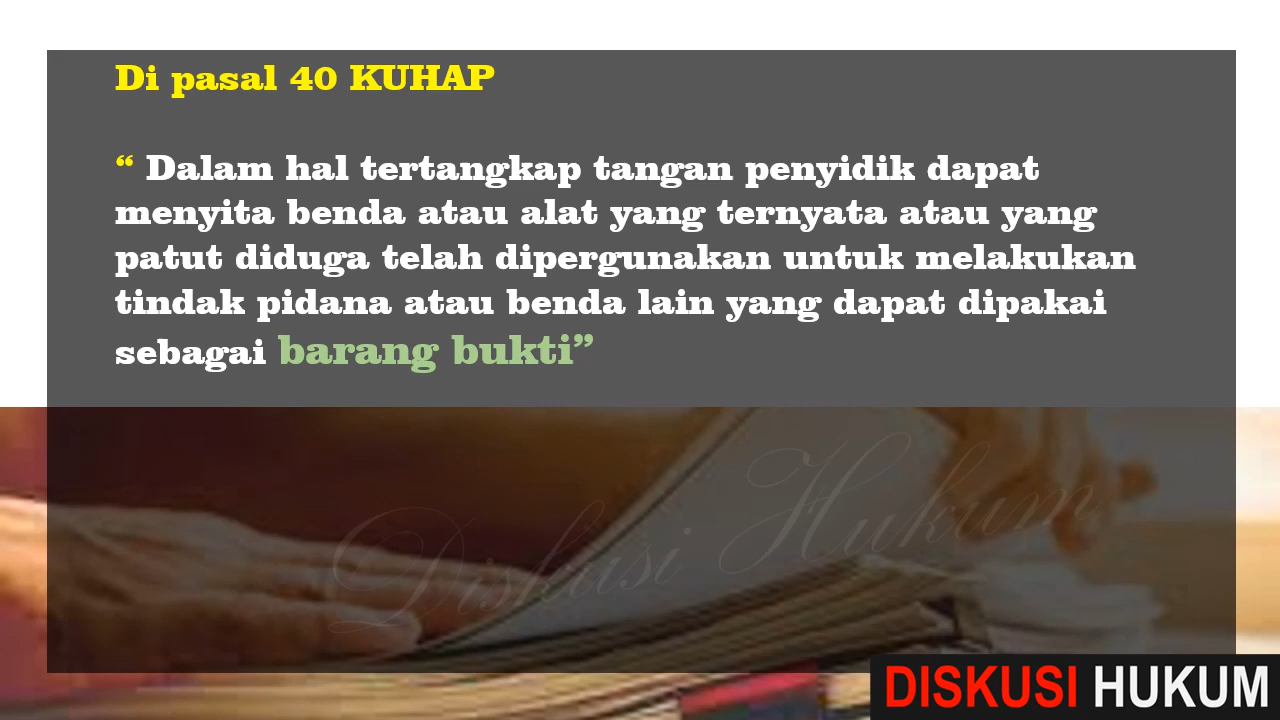 Di pasal 40 KUHAP
“ Dalam hal tertangkap tangan penyidik dapat
menyita benda atau alat yang ternyata atau yang
patut diduga telah dipergunakan untuk melakukan
tindak pidana atau benda lain yang dapat dipakai
sebagai barang bukti”
Diskusi Hukum
DISKUSI HUKUM